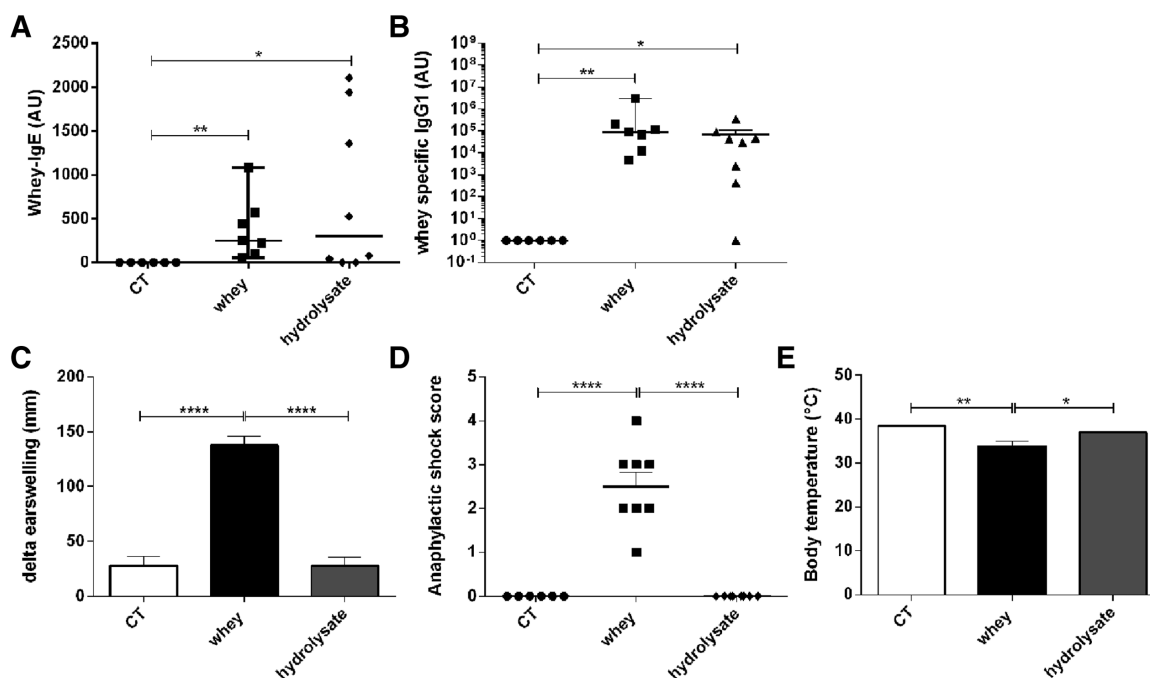 A
Whey-IgE (AU)
2500
2000
1500
1000
500
0
*
**
CT
whey
hydrolysate
B
whey specific IgG1 (AU)
10⁹
10⁸
10⁷
10⁶
10⁵
10⁴
10³
10²
10¹
10⁰
10⁻¹
*
**
CT
whey
hydrolysate
C
delta earswelling (mm)
200
150
100
50
0
****
****
CT
whey
hydrolysate
D
Anaphylactic shock score
5
4
3
2
1
0
****
****
CT
whey
hydrolysate
E
Body temperature (°C)
50
40
30
20
10
0
**
*
CT
whey
hydrolysate